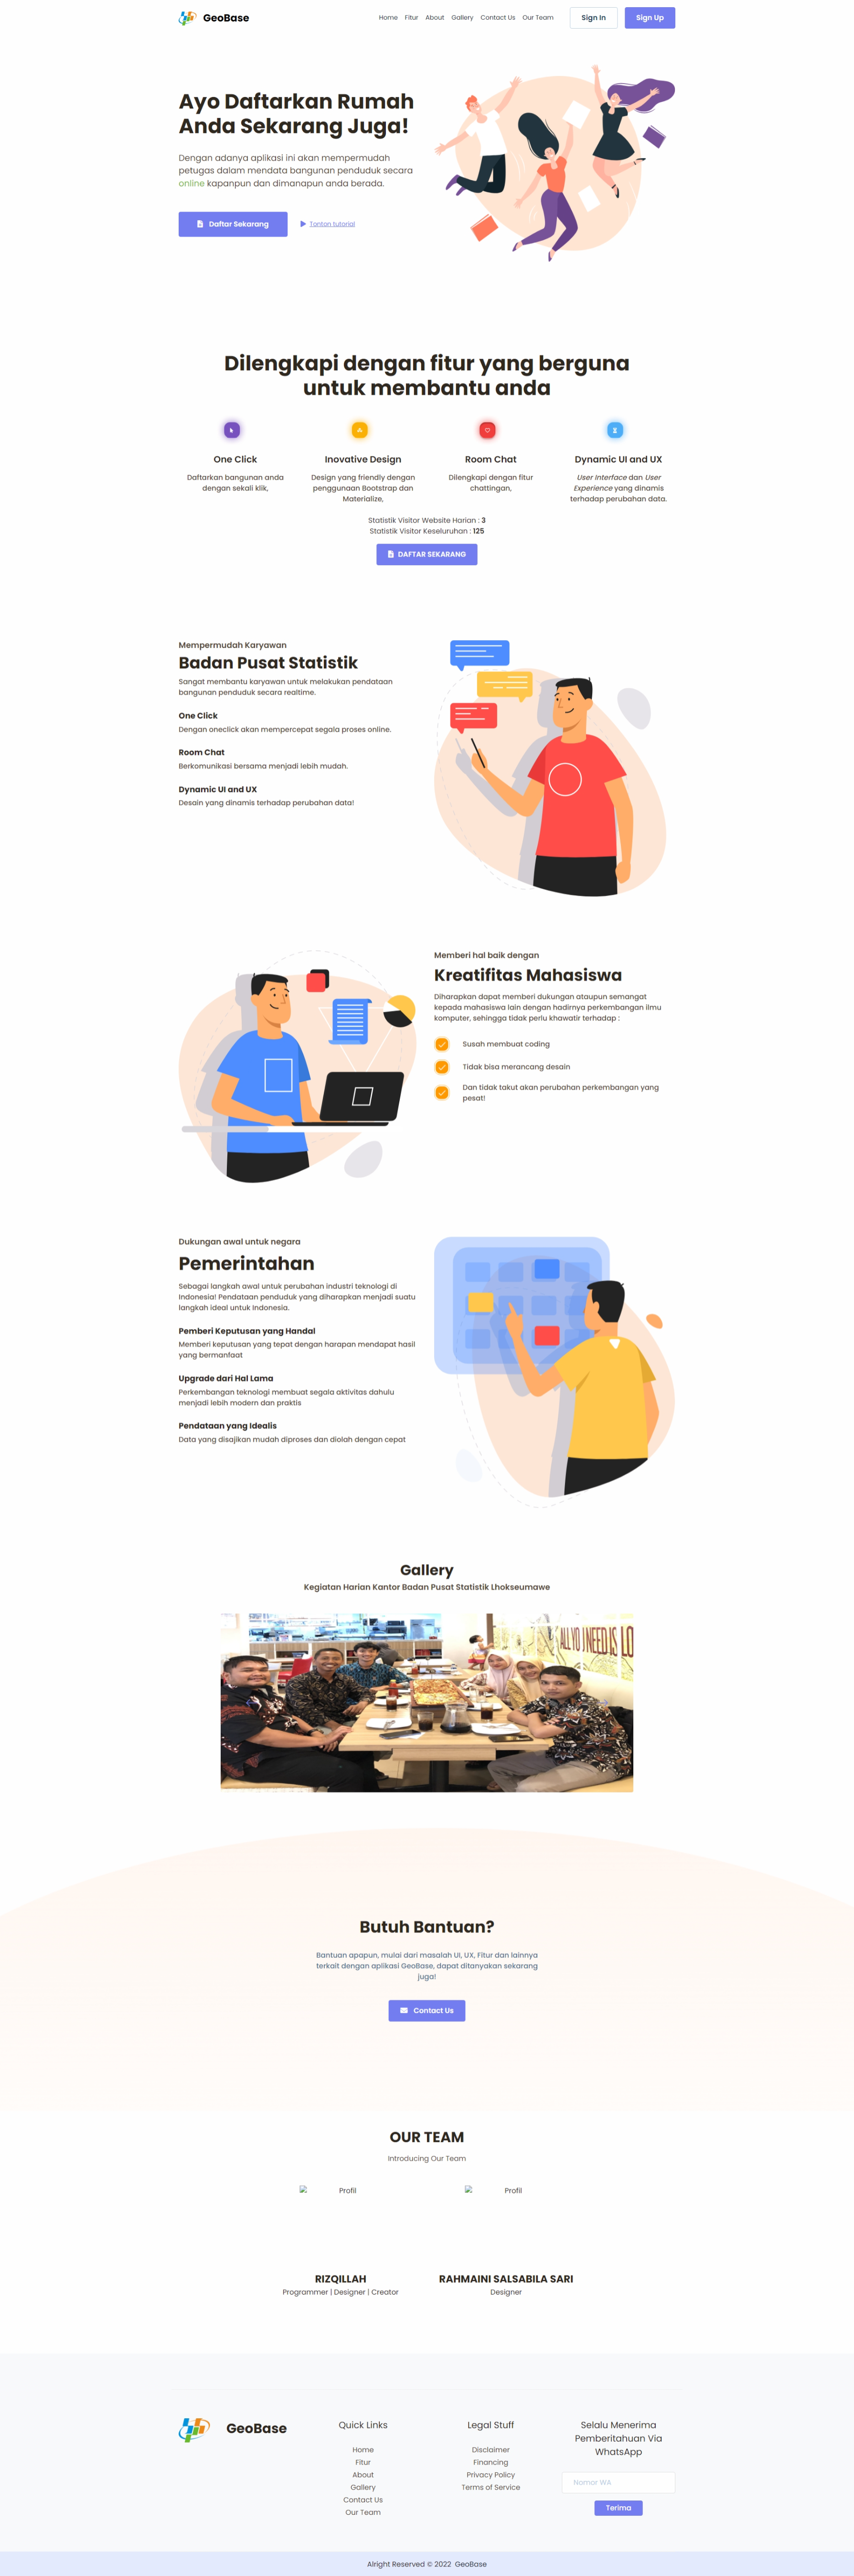 GeoBase
Home Fitur About Gallery Contact Us Our Team Sign In Sign Up
Ayo Daftarkan Rumah
Anda Sekarang Juga!
Dengan adanya aplikasi ini akan mempermudah
petugas dalam mendata bangunan penduduk secara
online kapanpun dan dimanapun anda berada.
Daftar Sekarang
Tonton tutorial
Dilengkapi dengan fitur yang berguna
untuk membantu anda
One Click
Daftarkan bangunan anda
dengan sekali klik,
Inovative Design
Design yang friendly dengan
penggunaan Bootstrap dan
Materialize,
Room Chat
Dilengkapi dengan fitur
chattingan,
Dynamic UI and UX
User Interface dan User
Experience yang dinamis
terhadap perubahan data.
Statistik Visitor Website Harian : 3
Statistik Visitor Keseluruhan : 125
DAFTAR SEKARANG
Mempermudah Karyawan
Badan Pusat Statistik
Sangat membantu karyawan untuk melakukan pendataan
bangunan penduduk secara realtime.
One Click
Dengan oneclick akan mempercepat segala proses online.
Room Chat
Berkomunikasi bersama menjadi lebih mudah.
Dynamic UI and UX
Desain yang dinamis terhadap perubahan data!
Memberi hal baik dengan
Kreatifitas Mahasiswa
Diharapkan dapat memberi dukungan ataupun semangat
kepada mahasiswa lain dengan hadirnya perkembangan ilmu
komputer, sehingga tidak perlu khawatir terhadap :
Susah membuat coding
Tidak bisa merancang desain
Dan tidak takut akan perubahan perkembangan yang
pesat!
Dukungan awal untuk negara
Pemerintahan
Sebagai langkah awal untuk perubahan industri teknologi di
Indonesia! Pendataan penduduk yang diharapkan menjadi suatu
langkah ideal untuk Indonesia.
Pemberi Keputusan yang Handal
Memberi keputusan yang tepat dengan harapan mendapat hasil
yang bermanfaat
Upgrade dari Hal Lama
Perkembangan teknologi membuat segala aktivitas dahulu
menjadi lebih modern dan praktis
Pendataan yang Idealis
Data yang disajikan mudah diproses dan diolah dengan cepat
Gallery
Kegiatan Harian Kantor Badan Pusat Statistik Lhokseumawe
ALL YOU NEED IS LO
Butuh Bantuan?
Bantuan apapun, mulai dari masalah UI, UX, Fitur dan lainnya
terkait dengan aplikasi GeoBase, dapat ditanyakan sekarang
juga!
Contact Us
OUR TEAM
Introducing Our Team
Profil
Profil
RIZQILLAH
Programmer | Designer | Creator
RAHMAINI SALSABILA SARI
Designer
GeoBase
Quick Links
Home
Fitur
About
Gallery
Contact Us
Our Team
Legal Stuff
Disclaimer
Financing
Privacy Policy
Terms of Service
Selalu Menerima
Pemberitahuan Via
WhatsApp
Nomor WA
Terima
Alright Reserved © 2022 GeoBase